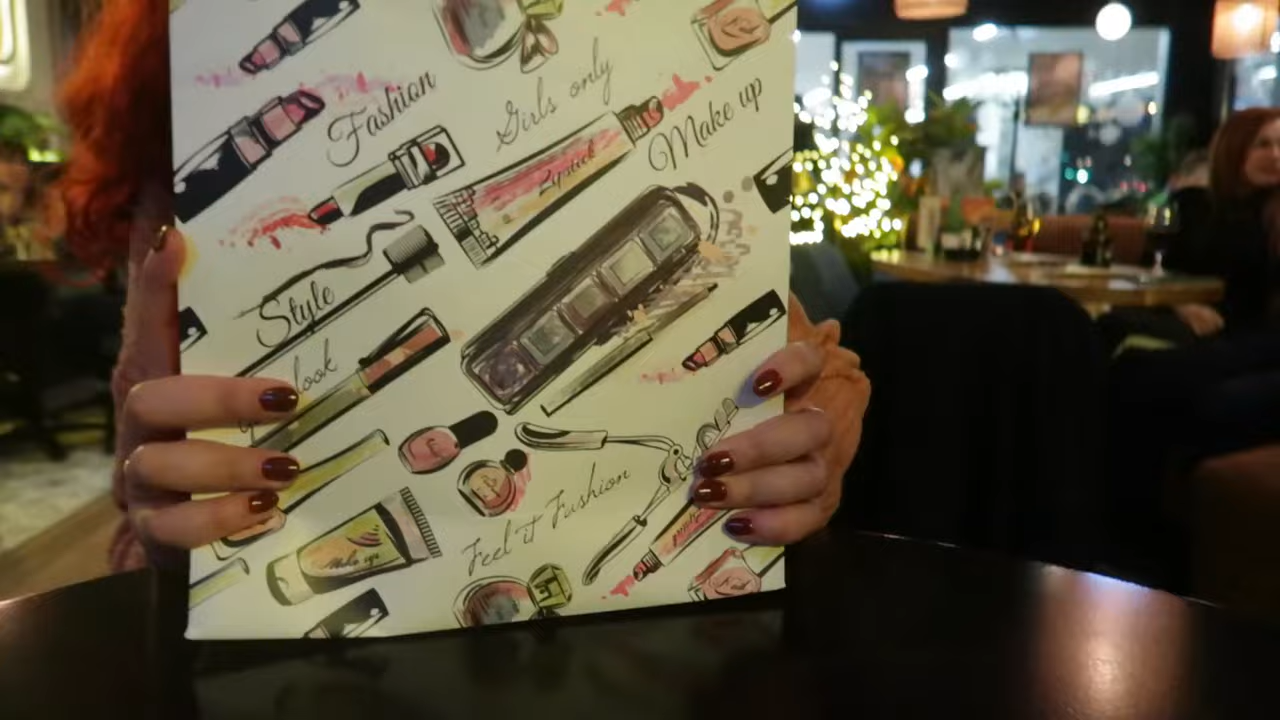 Fashion
Girls only
Make up
Lipstick
Style
look
Feel it Fashion
Make up